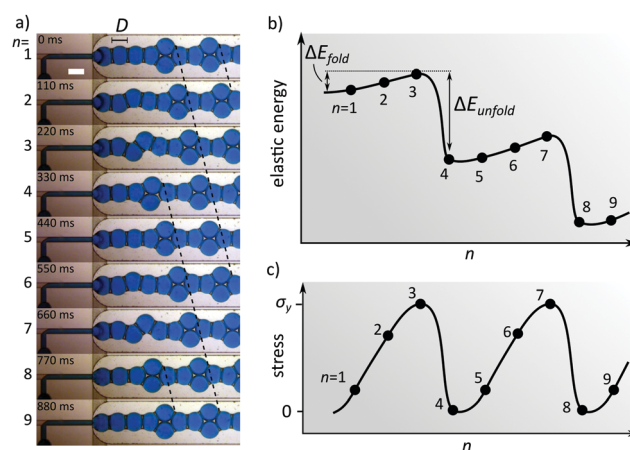 a)
D
n=
1
0 ms
2
110 ms
3
220 ms
4
330 ms
5
440 ms
6
550 ms
7
660 ms
8
770 ms
9
880 ms
b)
elastic energy
ΔE_fold
ΔE_unfold
n=1
2
3
4
5
6
7
8
9
n
c)
stress
σ_y
0
n=1
2
3
4
5
6
7
8
9
n